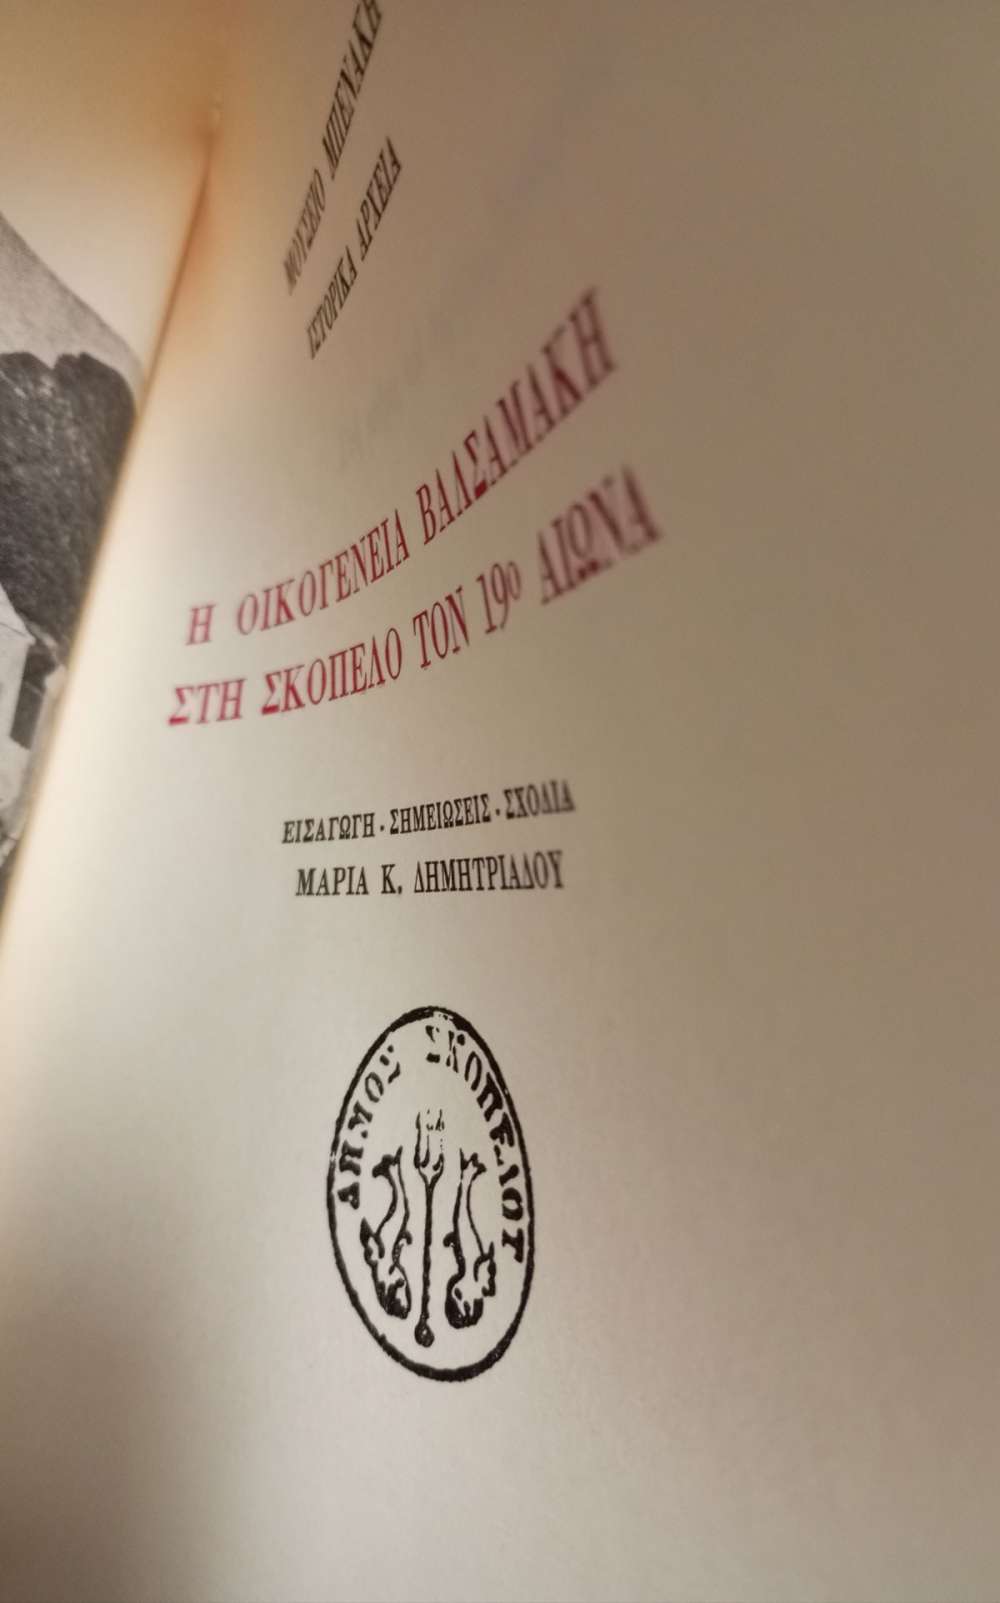 ΜΟΥΣΕΙΟ ΜΠΕΝΑΚΗ
ΙΣΤΟΡΙΚΑ ΑΡΧΕΙΑ
Η ΟΙΚΟΓΕΝΕΙΑ ΒΑΛΣΑΜΑΚΗ
ΣΤΗ ΣΚΟΠΕΛΟ ΤΟΝ 19ο ΑΙΩΝΑ
ΕΙΣΑΓΩΓΗ - ΣΗΜΕΙΩΣΕΙΣ - ΣΧΟΛΙΑ
ΜΑΡΙΑ Κ. ΔΗΜΗΤΡΙΑΔΟΥ
ΔΗΜΟΣ ΣΚΟΠΕΛΟΥ